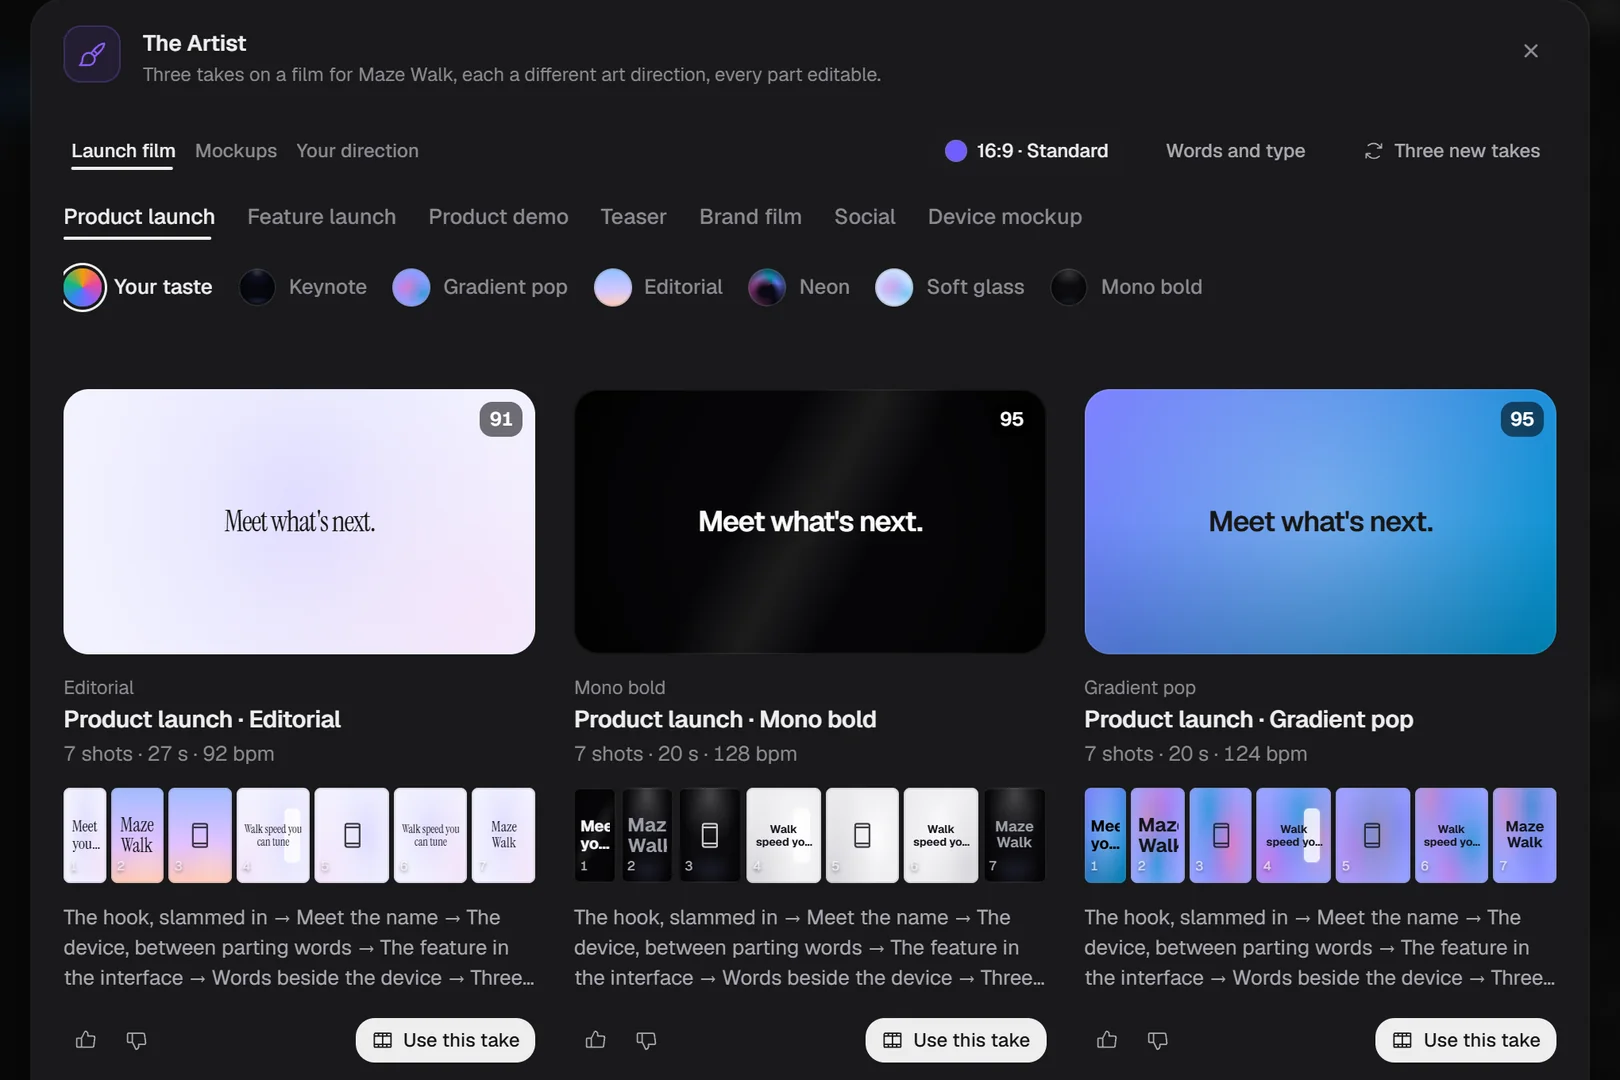 The Artist
Three takes on a film for Maze Walk, each a different art direction, every part editable.
Launch film Mockups Your direction
16:9 · Standard Words and type Three new takes
Product launch Feature launch Product demo Teaser Brand film Social Device mockup
Your taste Keynote Gradient pop Editorial Neon Soft glass Mono bold
91
Meet what's next.
Editorial
Product launch · Editorial
7 shots · 27 s · 92 bpm
Meet
you...
1
Maze
Walk
2
3
Walk speed you
can tune
4
5
Walk speed you
can tune
6
Maze
Walk
7
The hook, slammed in → Meet the name → The
device, between parting words → The feature in
the interface → Words beside the device → Three...
Use this take
95
Meet what's next.
Mono bold
Product launch · Mono bold
7 shots · 20 s · 128 bpm
Mee
yo...
1
Maz
Wall
2
3
Walk
speed yo...
4
5
Walk
speed yo...
6
Maze
Walk
7
The hook, slammed in → Meet the name → The
device, between parting words → The feature in
the interface → Words beside the device → Three...
Use this take
95
Meet what's next.
Gradient pop
Product launch · Gradient pop
7 shots · 20 s · 124 bpm
Mee
yo...
1
Maz
Walk
2
3
Walk
speed yo...
4
5
Walk
speed yo...
6
Maze
Walk
7
The hook, slammed in → Meet the name → The
device, between parting words → The feature in
the interface → Words beside the device → Three...
Use this take